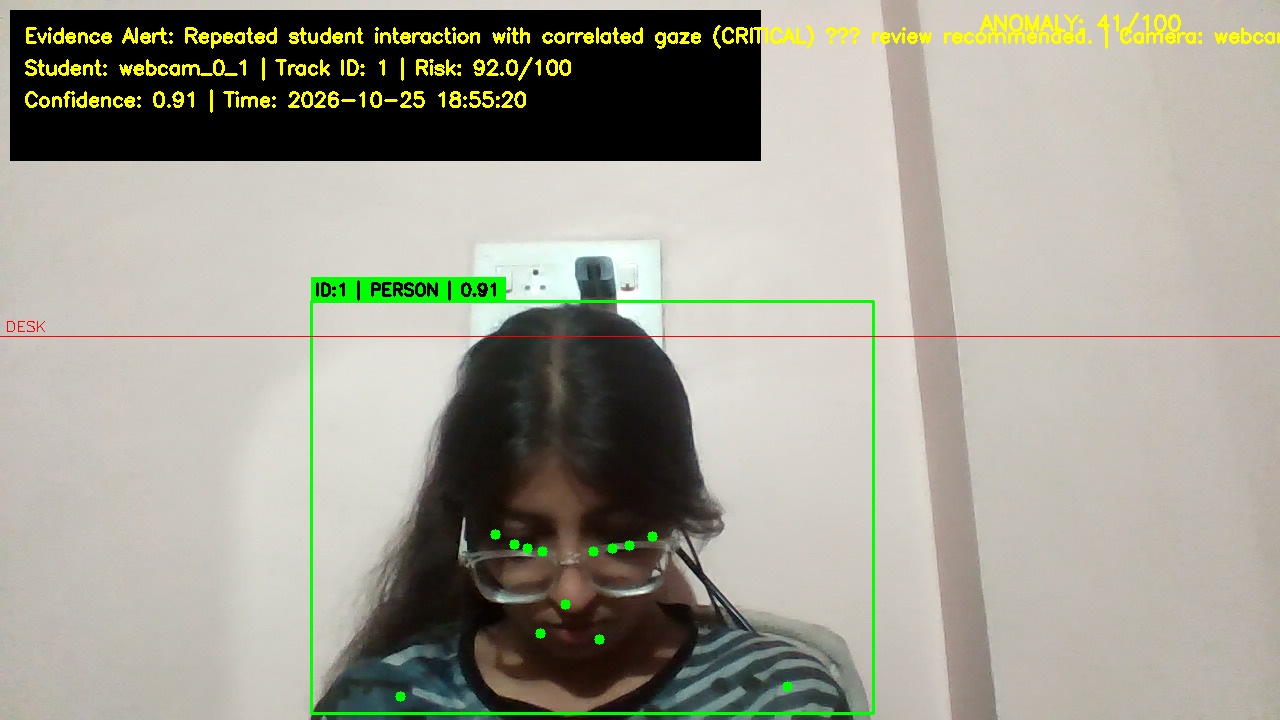 ANOMALY: 41/100
Evidence Alert: Repeated student interaction with correlated gaze (CRITICAL) ??? review recommended. | Camera: webcam
Student: webcam_0_1 | Track ID: 1 | Risk: 92.0/100
Confidence: 0.91 | Time: 2026-10-25 18:55:20
ID:1 | PERSON | 0.91
DESK